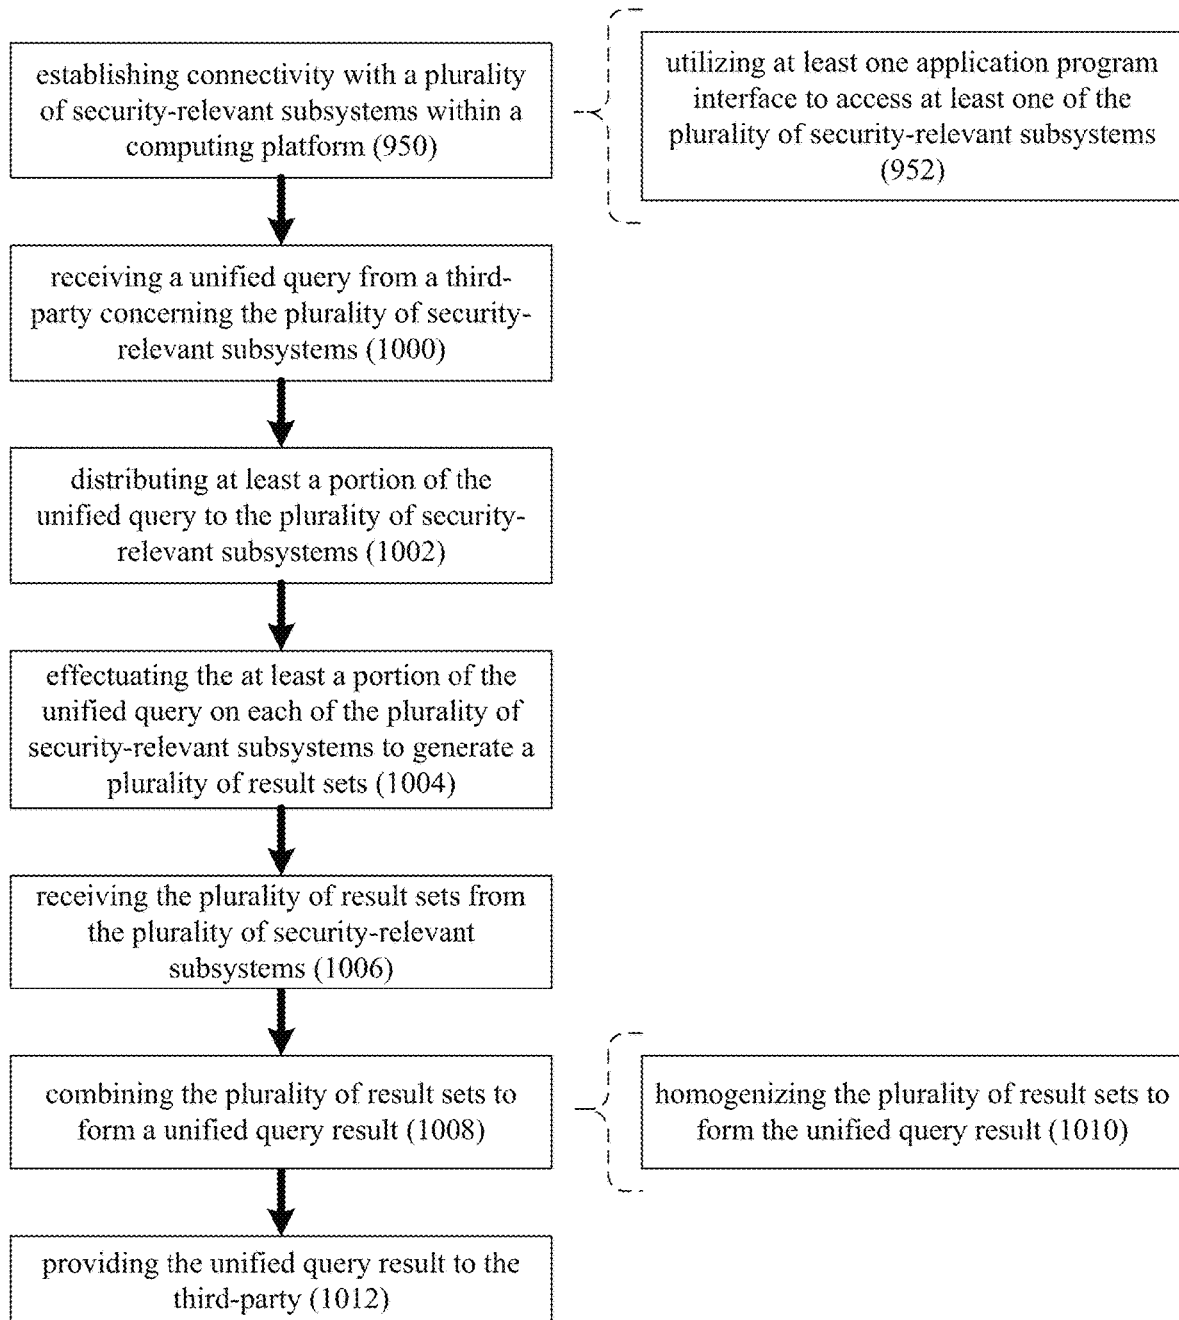 establishing connectivity with a plurality
of security-relevant subsystems within a
computing platform (950)
utilizing at least one application program
interface to access at least one of the
plurality of security-relevant subsystems
(952)
receiving a unified query from a third-
party concerning the plurality of security-
relevant subsystems (1000)
distributing at least a portion of the
unified query to the plurality of security-
relevant subsystems (1002)
effectuating the at least a portion of the
unified query on each of the plurality of
security-relevant subsystems to generate a
plurality of result sets (1004)
receiving the plurality of result sets from
the plurality of security-relevant
subsystems (1006)
combining the plurality of result sets to
form a unified query result (1008)
homogenizing the plurality of result sets to
form the unified query result (1010)
providing the unified query result to the
third-party (1012)